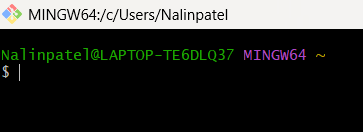 MINGW64:/c/Users/Nalinpatel
Nalinpatel@LAPTOP-TE6DLQ37 MINGW64 ~
$